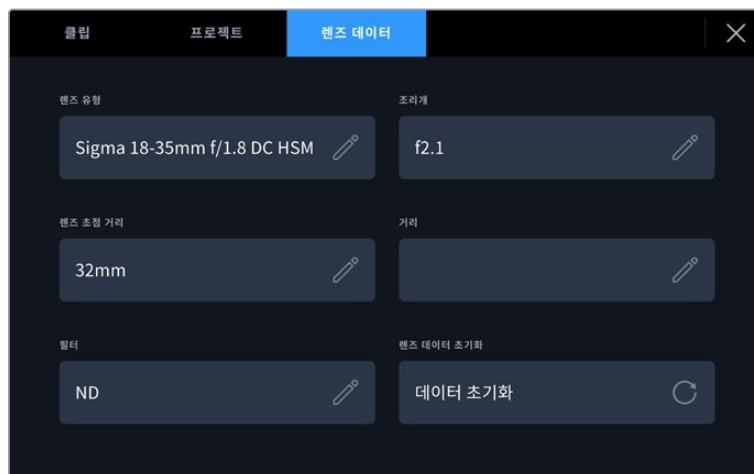 클립 프로젝트 렌즈 데이터
렌즈 유형 조리개
Sigma 18-35mm f/1.8 DC HSM f2.1
렌즈 초점 거리 거리
32mm
필터 렌즈 데이터 초기화
ND 데이터 초기화